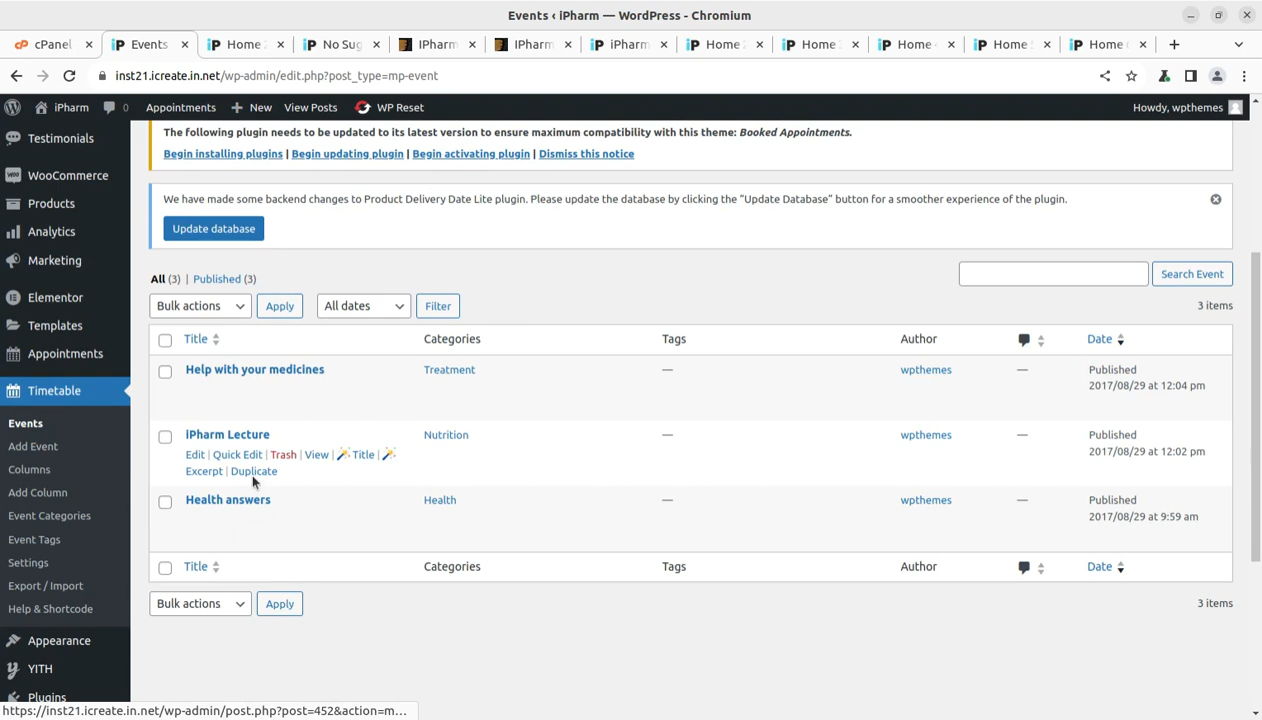 Events ‹ iPharm — WordPress - Chromium
cPanel
Events
Home
No Sug
IPharm
IPharm
iPharm
Home
Home
Home
Home
Home
inst21.icreate.in.net/wp-admin/edit.php?post_type=mp-event
iPharm 0 Appointments New View Posts WP Reset Howdy, wpthemes
Testimonials
WooCommerce
Products
Analytics
Marketing
Elementor
Templates
Appointments
Timetable
Events
Add Event
Columns
Add Column
Event Categories
Event Tags
Settings
Export / Import
Help & Shortcode
Appearance
YITH
Plugins
The following plugin needs to be updated to its latest version to ensure maximum compatibility with this theme: Booked Appointments.
Begin installing plugins | Begin updating plugin | Begin activating plugin | Dismiss this notice
We have made some backend changes to Product Delivery Date Lite plugin. Please update the database by clicking the "Update Database" button for a smoother experience of the plugin.
Update database
All (3) | Published (3)
Search Event
Bulk actions Apply All dates Filter 3 items
Title Categories Tags Author Date
Help with your medicines Treatment — wpthemes — Published
2017/08/29 at 12:04 pm
iPharm Lecture Nutrition — wpthemes — Published
2017/08/29 at 12:02 pm
Edit | Quick Edit | Trash | View | Title |
Excerpt | Duplicate
Health answers Health — wpthemes — Published
2017/08/29 at 9:59 am
Title Categories Tags Author Date
Bulk actions Apply 3 items
https://inst21.icreate.in.net/wp-admin/post.php?post=452&action=m...